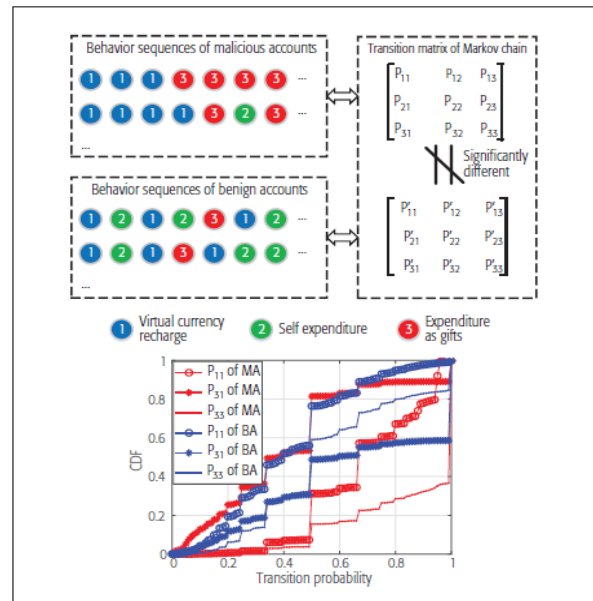 Behavior sequences of malicious accounts
1 1 1 3 3 3 3 ...
1 1 1 1 3 2 3 ...
...
Behavior sequences of benign accounts
1 2 1 2 3 1 2 ...
1 2 1 3 1 2 2 ...
...
Transition matrix of Markov chain
P11 P12 P13
P21 P22 P23
P31 P32 P33
Significantly
different
P'11 P'12 P'13
P'21 P'22 P'23
P'31 P'32 P'33
1 Virtual currency
recharge
2 Self expenditure
3 Expenditure
as gifts
P11 of MA
P31 of MA
P33 of MA
P11 of BA
P31 of BA
P33 of BA
CDF
1
0.8
0.6
0.4
0.2
0
0 0.2 0.4 0.6 0.8 1
Transition probability